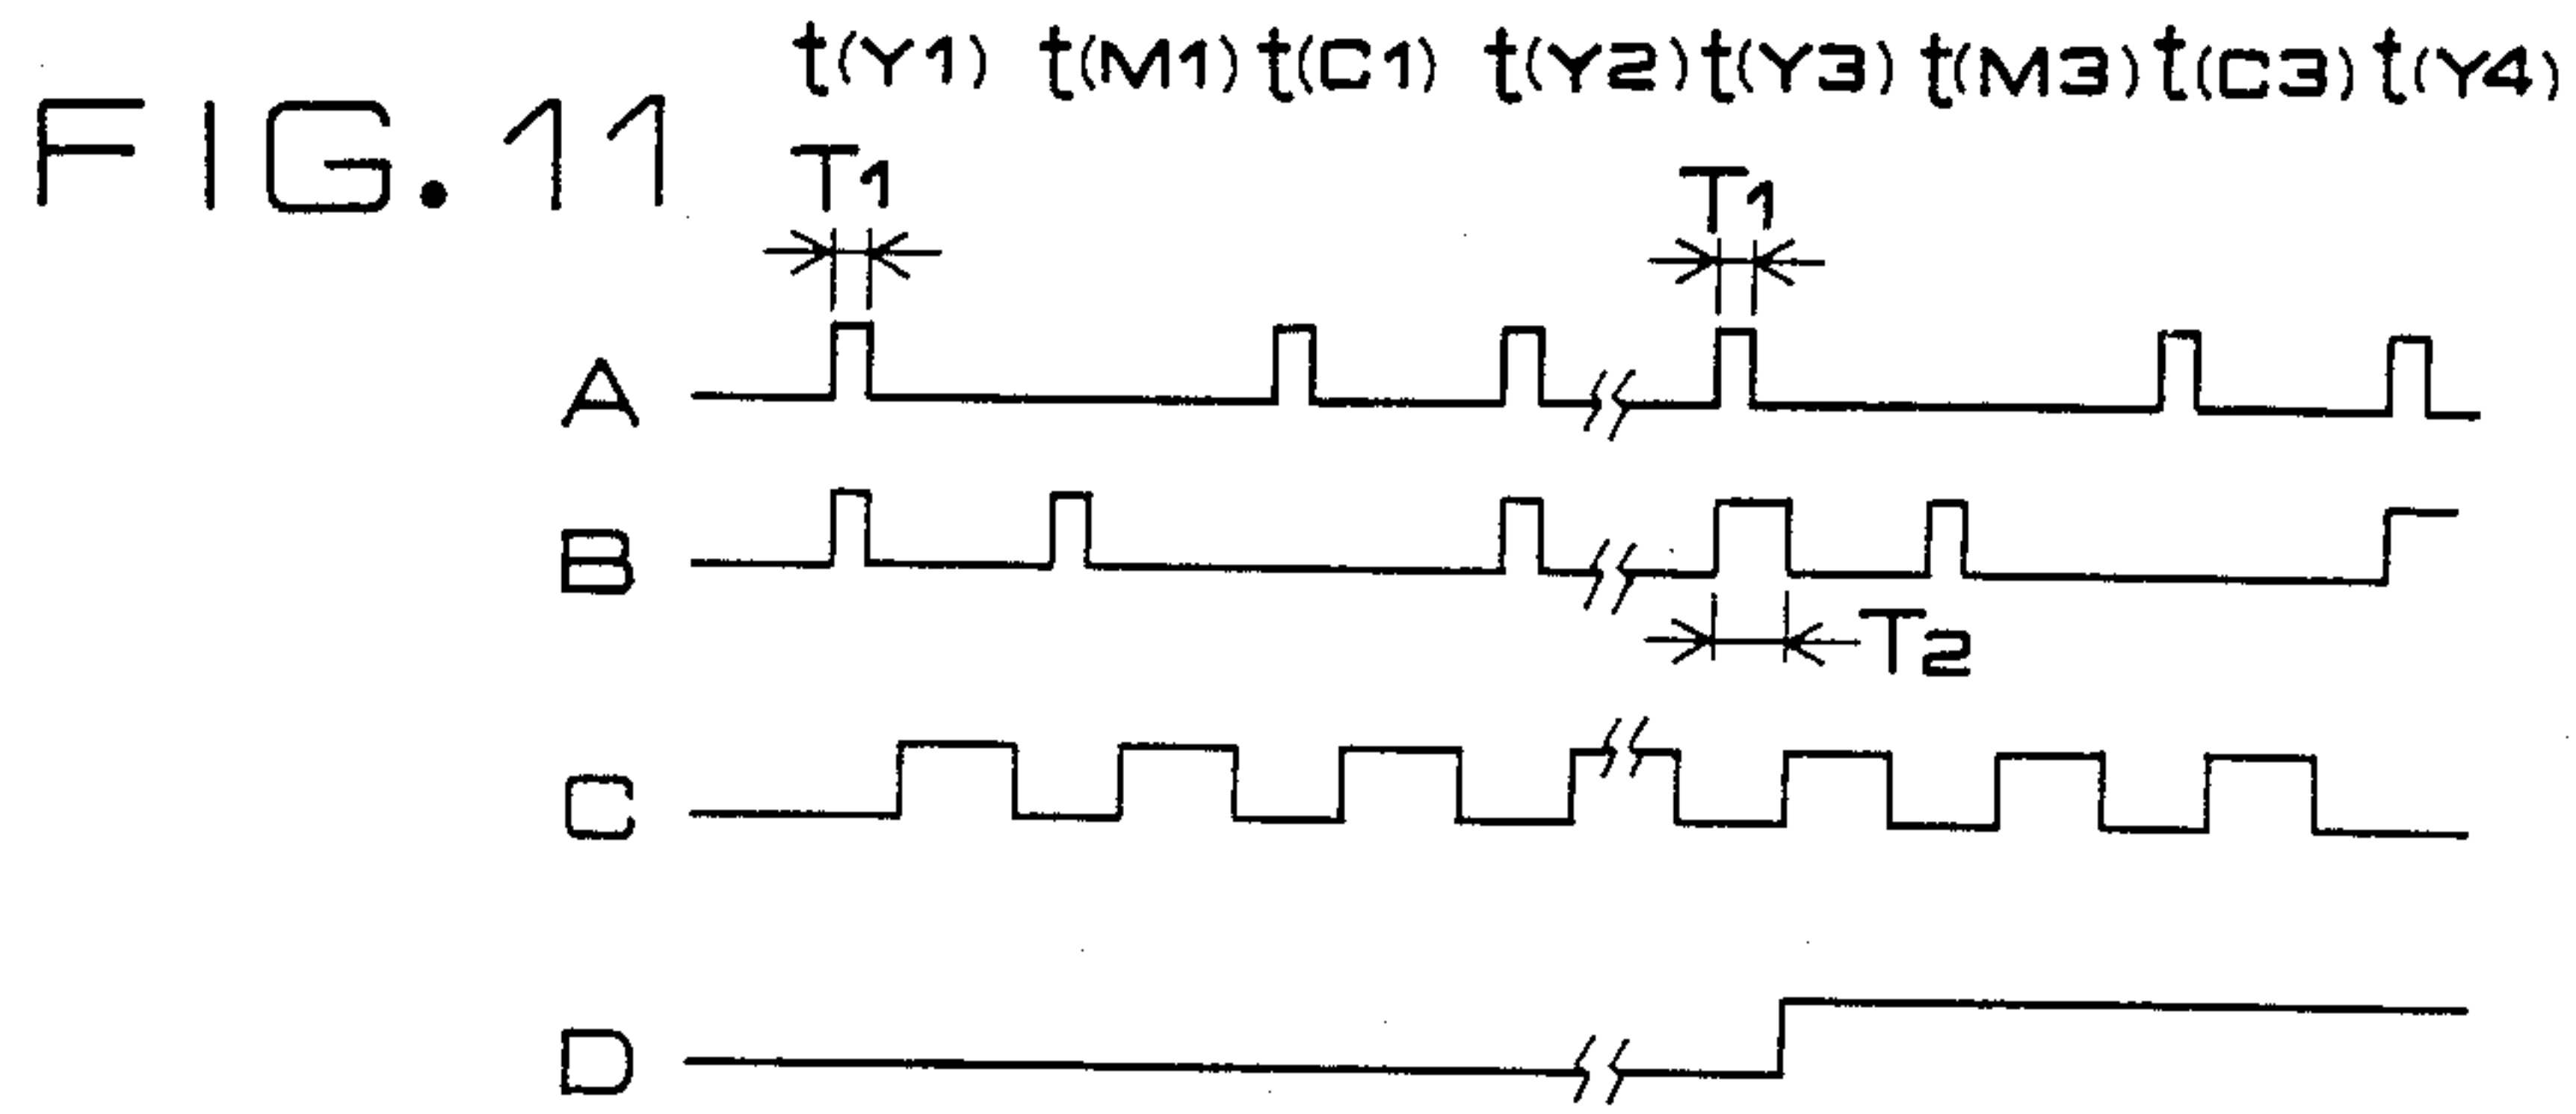 t(Y1) t(M1) t(C1) t(Y2) t(Y3) t(M3) t(C3) t(Y4)
FIG. 11
T1 T1
A
B
T2
C
D